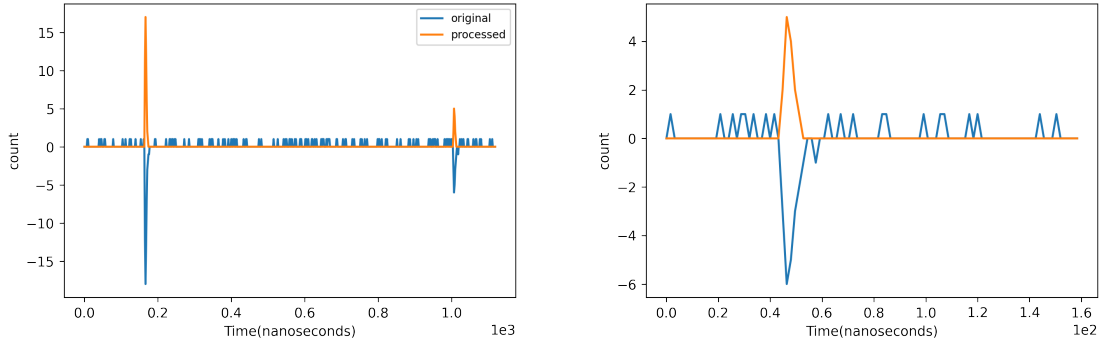 original
processed
15
10
5
0
−5
−10
−15
count
0.0 0.2 0.4 0.6 0.8 1.0
Time(nanoseconds)
1e3
4
2
0
−2
−4
−6
count
0.0 0.2 0.4 0.6 0.8 1.0 1.2 1.4 1.6
Time(nanoseconds)
1e2